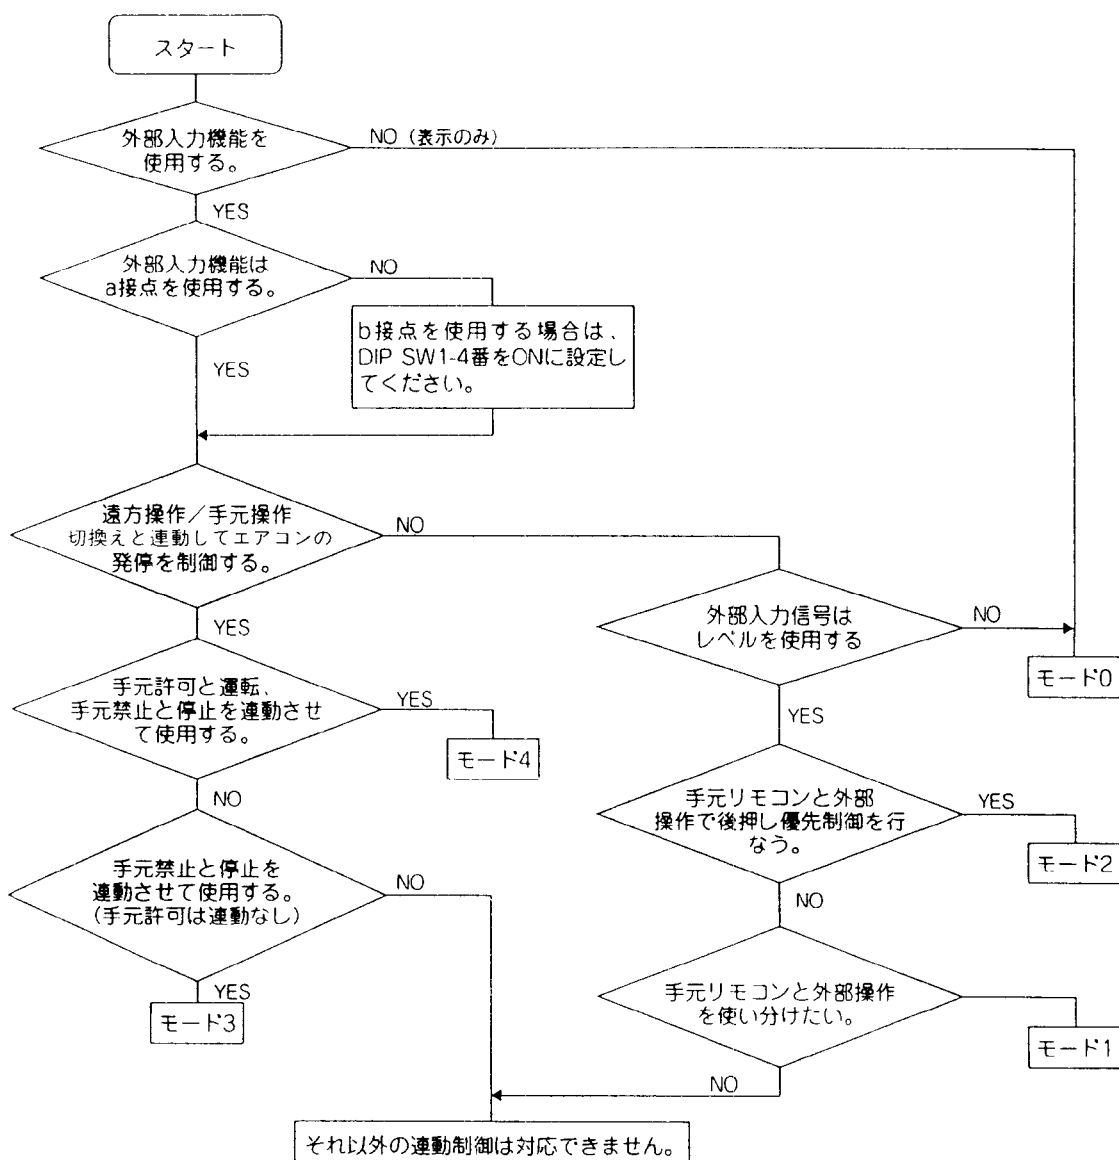 スタート
外部入力機能を
使用する。
NO (表示のみ)
YES
外部入力機能は
a接点を使用する。
NO
b接点を使用する場合は、
DIP SW1-4番をONに設定し
てください。
YES
遠方操作/手元操作
切換えと連動してエアコンの
発停を制御する。
NO
YES
外部入力信号は
レベルを使用する
NO
モード0
手元許可と運転、
手元禁止と停止を連動させ
て使用する。
YES
モード4
YES
手元リモコンと外部
操作で後押し優先制御を行
なう。
YES
モード2
NO
手元禁止と停止を
連動させて使用する。
(手元許可は連動なし)
NO
NO
YES
モード3
手元リモコンと外部操作
を使い分けたい。
モード1
NO
それ以外の連動制御は対応できません。